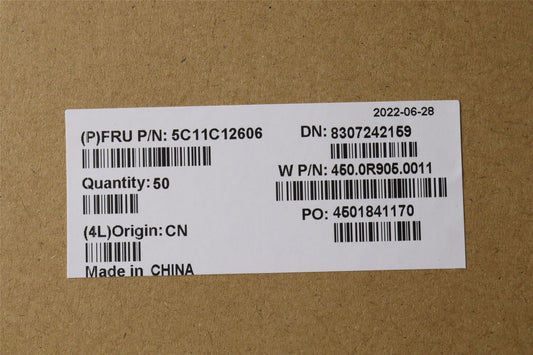 2022-06-28
(P)FRU P/N: 5C11C12606
DN: 8307242159
W P/N: 450.0R905.0011
Quantity: 50
PO: 4501841170
(4L)Origin: CN
Made in CHINA